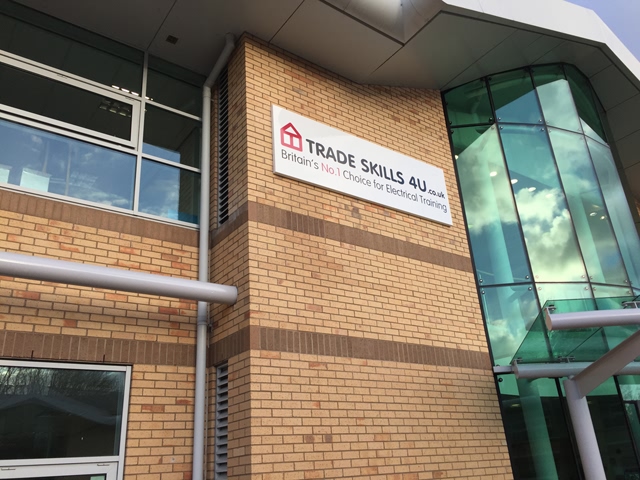 TRADE SKILLS 4U.co.uk
Britain's No.1 Choice for Electrical Training